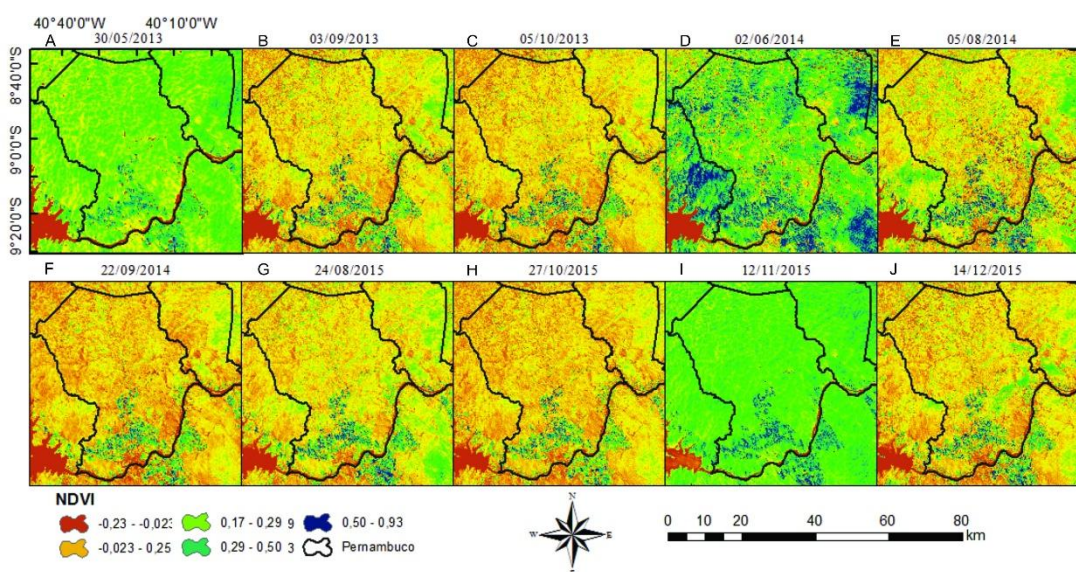 40°40'0"W 40°10'0"W
A B C D E
30/05/2013 03/09/2013 05/10/2013 02/06/2014 05/08/2014
8°40'0"S
9°0'0"S
9°20'0"S
F G H I J
22/09/2014 24/08/2015 27/10/2015 12/11/2015 14/12/2015
NDVI
-0,23 - -0,023 0,17 - 0,29 9 0,50 - 0,93
-0,023 - 0,25 0,29 - 0,50 3 Pernambuco
N
W E
0 5 10 20 40 60 80
km